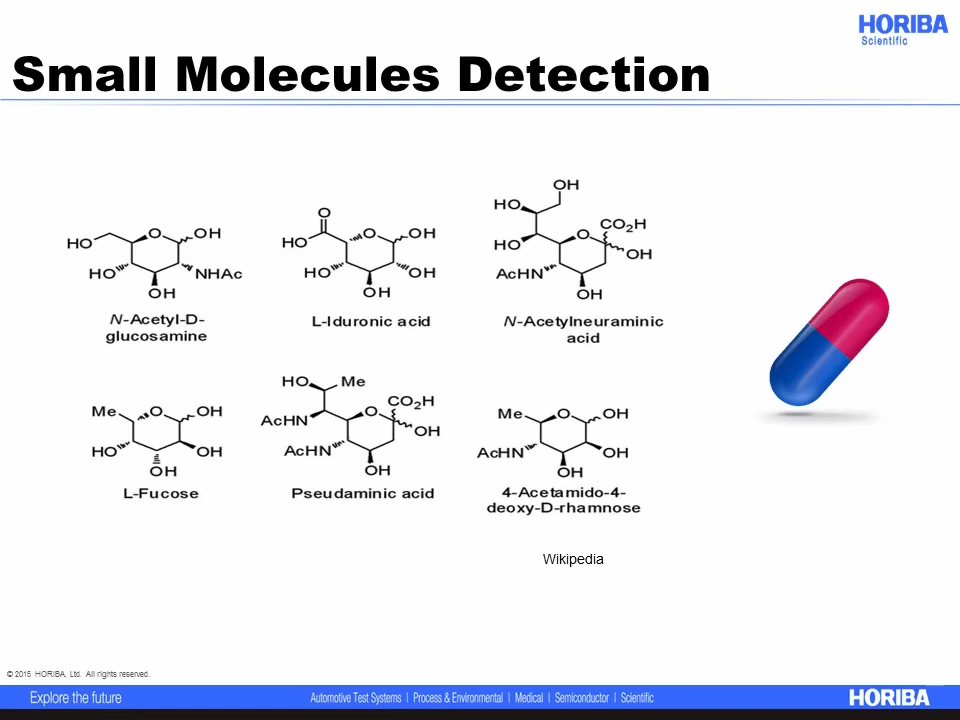 HORIBA
Scientific
Small Molecules Detection
HO
O
OH
HO
NHAc
OH
N-Acetyl-D-
glucosamine
O
HO
O
OH
HO
OH
OH
L-Iduronic acid
OH
HO
CO₂H
HO
O
OH
AcHN
OH
N-Acetylneuraminic
acid
Me
O
OH
HO
OH
OH
L-Fucose
HO
Me
CO₂H
AcHN
O
OH
AcHN
OH
Pseudaminic acid
Me
O
OH
AcHN
OH
OH
4-Acetamido-4-
deoxy-D-rhamnose
Wikipedia
© 2015 HORIBA, Ltd. All rights reserved.
Explore the future
Automotive Test Systems | Process & Environmental | Medical | Semiconductor | Scientific
HORIBA